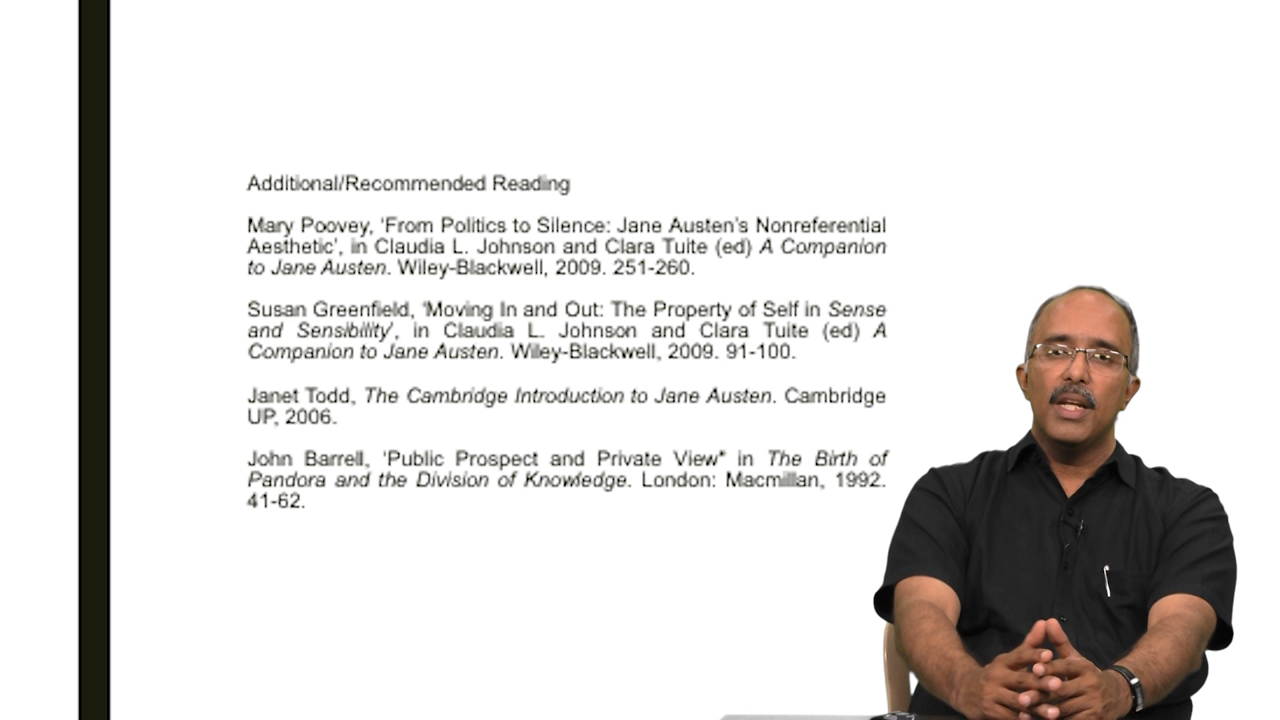 Additional/Recommended Reading
Mary Poovey, 'From Politics to Silence: Jane Austen's Nonreferential
Aesthetic', in Claudia L. Johnson and Clara Tuite (ed) A Companion
to Jane Austen. Wiley-Blackwell, 2009. 251-260.
Susan Greenfield, 'Moving In and Out: The Property of Self in Sense
and Sensibility', in Claudia L. Johnson and Clara Tuite (ed) A
Companion to Jane Austen. Wiley-Blackwell, 2009. 91-100.
Janet Todd, The Cambridge Introduction to Jane Austen. Cambridge
UP, 2006.
John Barrell, 'Public Prospect and Private View" in The Birth of
Pandora and the Division of Knowledge. London: Macmillan, 1992.
41-62.